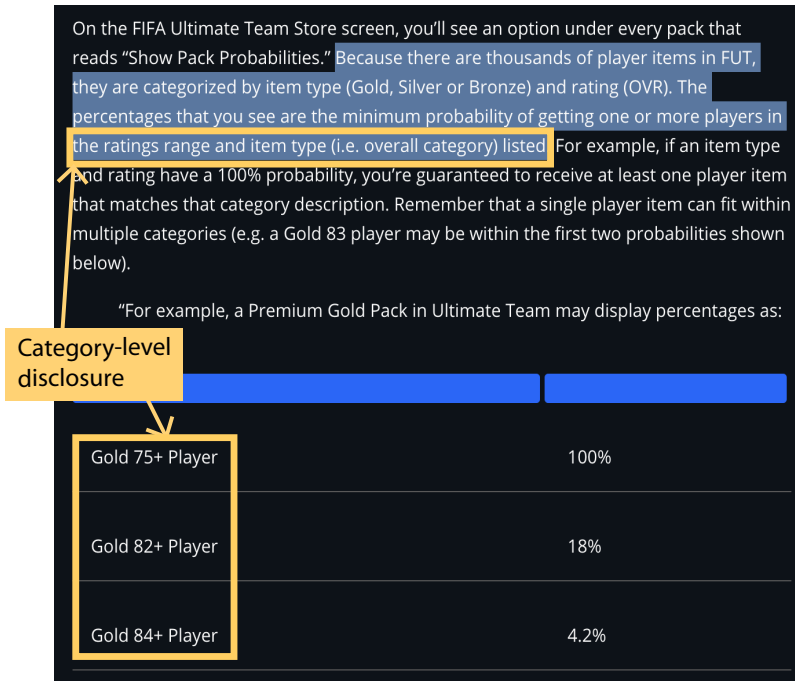 On the FIFA Ultimate Team Store screen, you’ll see an option under every pack that
reads “Show Pack Probabilities.” Because there are thousands of player items in FUT,
they are categorized by item type (Gold, Silver or Bronze) and rating (OVR). The
percentages that you see are the minimum probability of getting one or more players in
the ratings range and item type (i.e. overall category) listed. For example, if an item type
and rating have a 100% probability, you’re guaranteed to receive at least one player item
that matches that category description. Remember that a single player item can fit within
multiple categories (e.g. a Gold 83 player may be within the first two probabilities shown
below).
“For example, a Premium Gold Pack in Ultimate Team may display percentages as:
Category-level
disclosure
Gold 75+ Player 100%
Gold 82+ Player 18%
Gold 84+ Player 4.2%